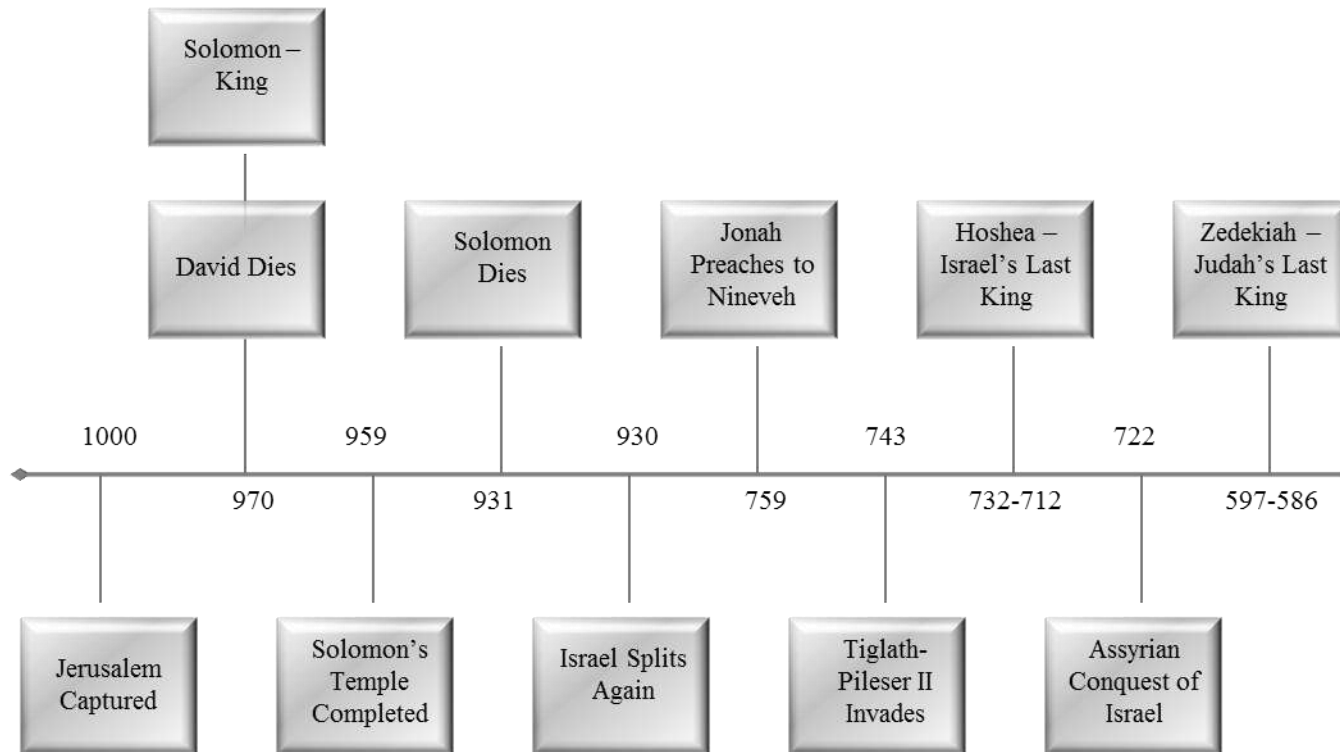 Solomon –
King
David Dies
Solomon
Dies
Jonah
Preaches to
Nineveh
Hoshea –
Israel’s Last
King
Zedekiah –
Judah’s Last
King
1000
959
930
743
722
970
931
759
732-712
597-586
Jerusalem
Captured
Solomon’s
Temple
Completed
Israel Splits
Again
Tiglath-
Pileser II
Invades
Assyrian
Conquest of
Israel